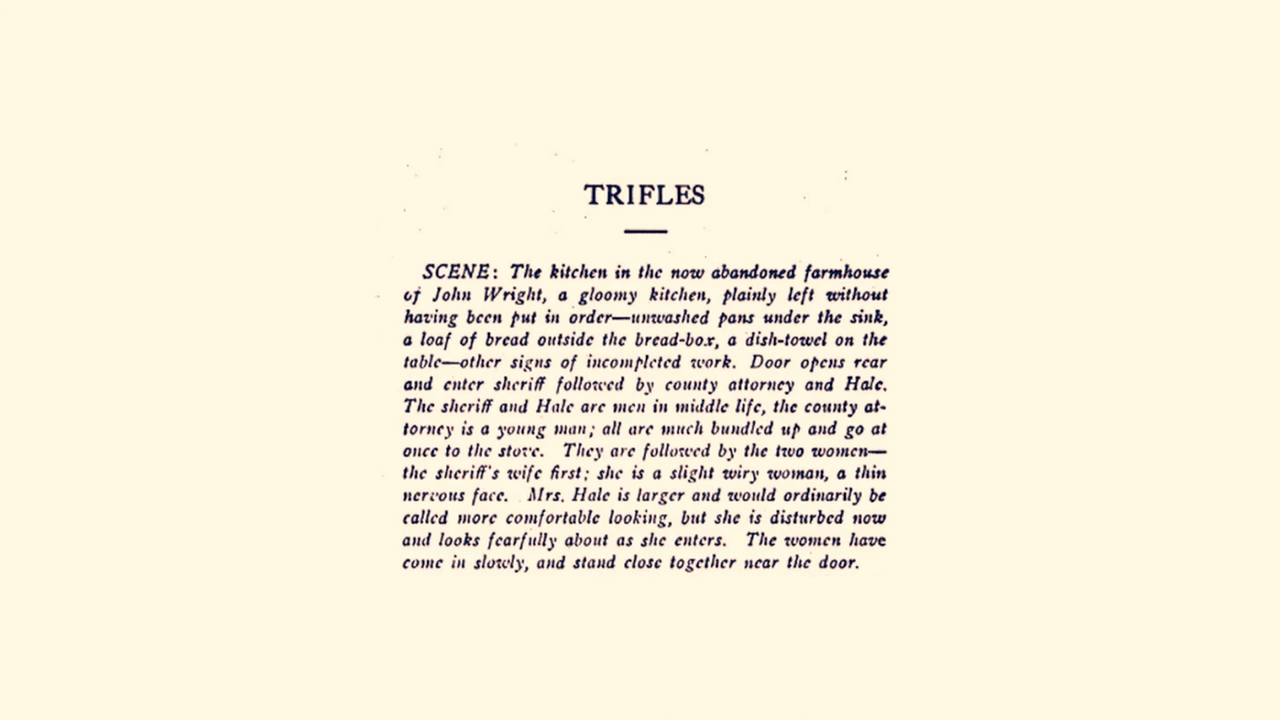 TRIFLES
SCENE: The kitchen in the now abandoned farmhouse
of John Wright, a gloomy kitchen, plainly left without
having been put in order—unwashed pans under the sink,
a loaf of bread outside the bread-box, a dish-towel on the
table—other signs of incompleted work. Door opens rear
and enter sheriff followed by county attorney and Hale.
The sheriff and Hale are men in middle life, the county at-
torney is a young man; all are much bundled up and go at
once to the stove. They are followed by the two women—
the sheriff's wife first; she is a slight wiry woman, a thin
nervous face. Mrs. Hale is larger and would ordinarily be
called more comfortable looking, but she is disturbed now
and looks fearfully about as she enters. The women have
come in slowly, and stand close together near the door.